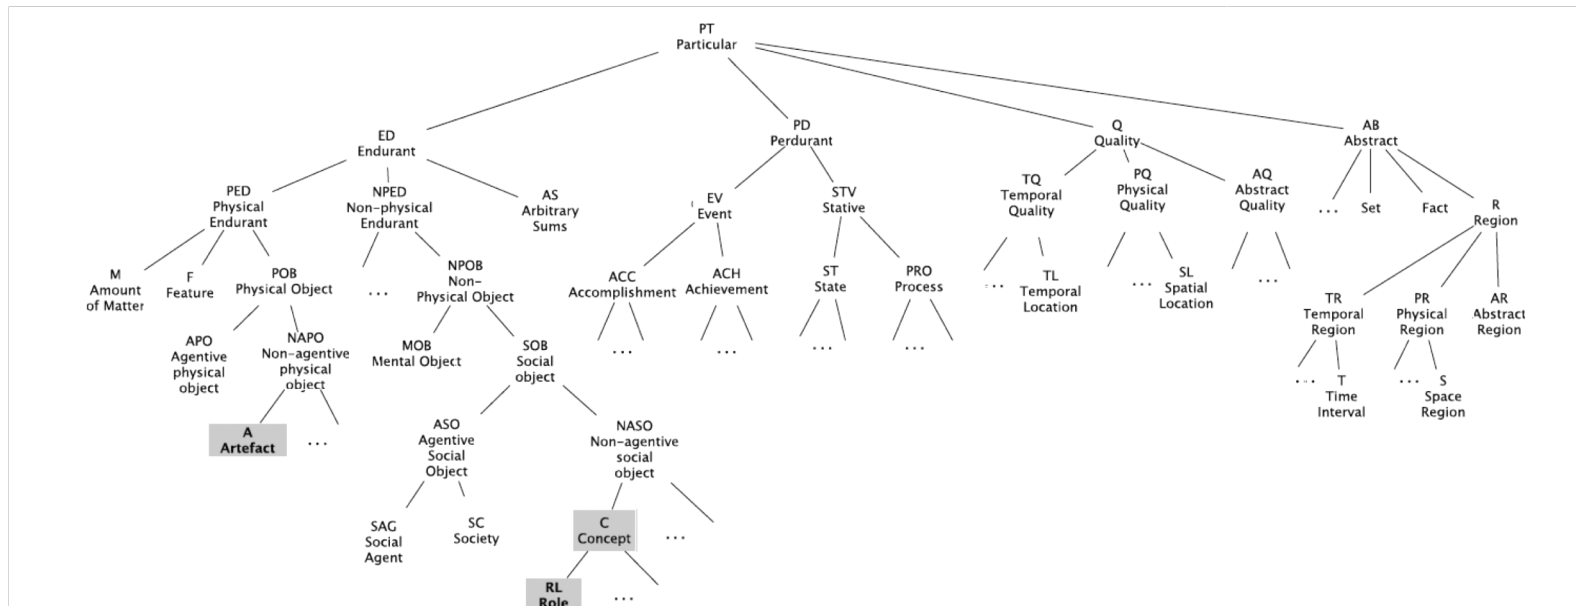 PT
Particular
ED
Endurant
PD
Perdurant
Q
Quality
AB
Abstract
PED
Physical
Endurant
NPED
Non-physical
Endurant
AS
Arbitrary
Sums
EV
Event
STV
Stative
TQ
Temporal
Quality
PQ
Physical
Quality
AQ
Abstract
Quality
...
Set
Fact
R
Region
M
Amount
of Matter
F
Feature
POB
Physical Object
...
NPOB
Non-
Physical Object
ACC
Accomplishment
ACH
Achievement
ST
State
PRO
Process
...
TL
Temporal
Location
...
SL
Spatial
Location
...
TR
Temporal
Region
PR
Physical
Region
AR
Abstract
Region
APO
Agentive
physical
object
NAPO
Non-agentive
physical
object
MOB
Mental Object
SOB
Social
object
...
...
...
...
...
T
Time
Interval
...
S
Space
Region
A
Artefact
...
ASO
Agentive
Social
Object
NASO
Non-agentive
social
object
SAG
Social
Agent
SC
Society
C
Concept
...
RL
Role
...